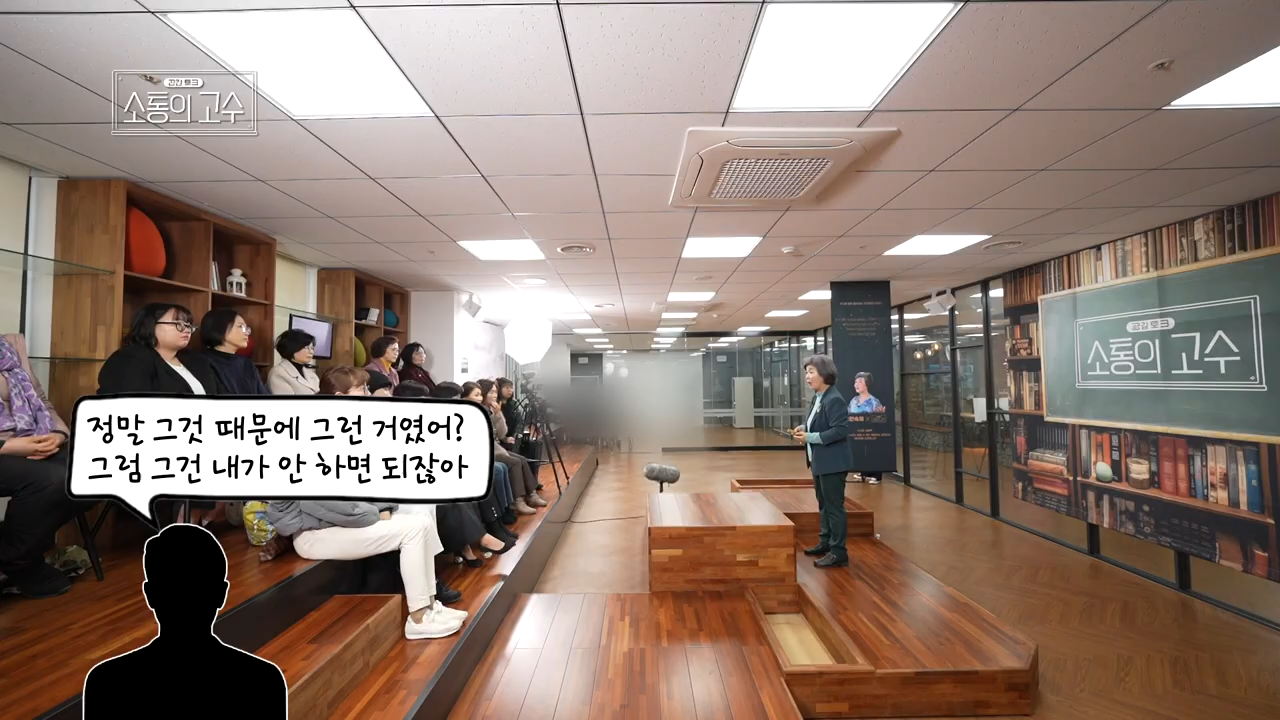 공감 토크
소통의 고수
정말 그것 때문에 그런 거였어?
그럼 그건 내가 안 하면 되잖아
공감 토크
소통의 고수